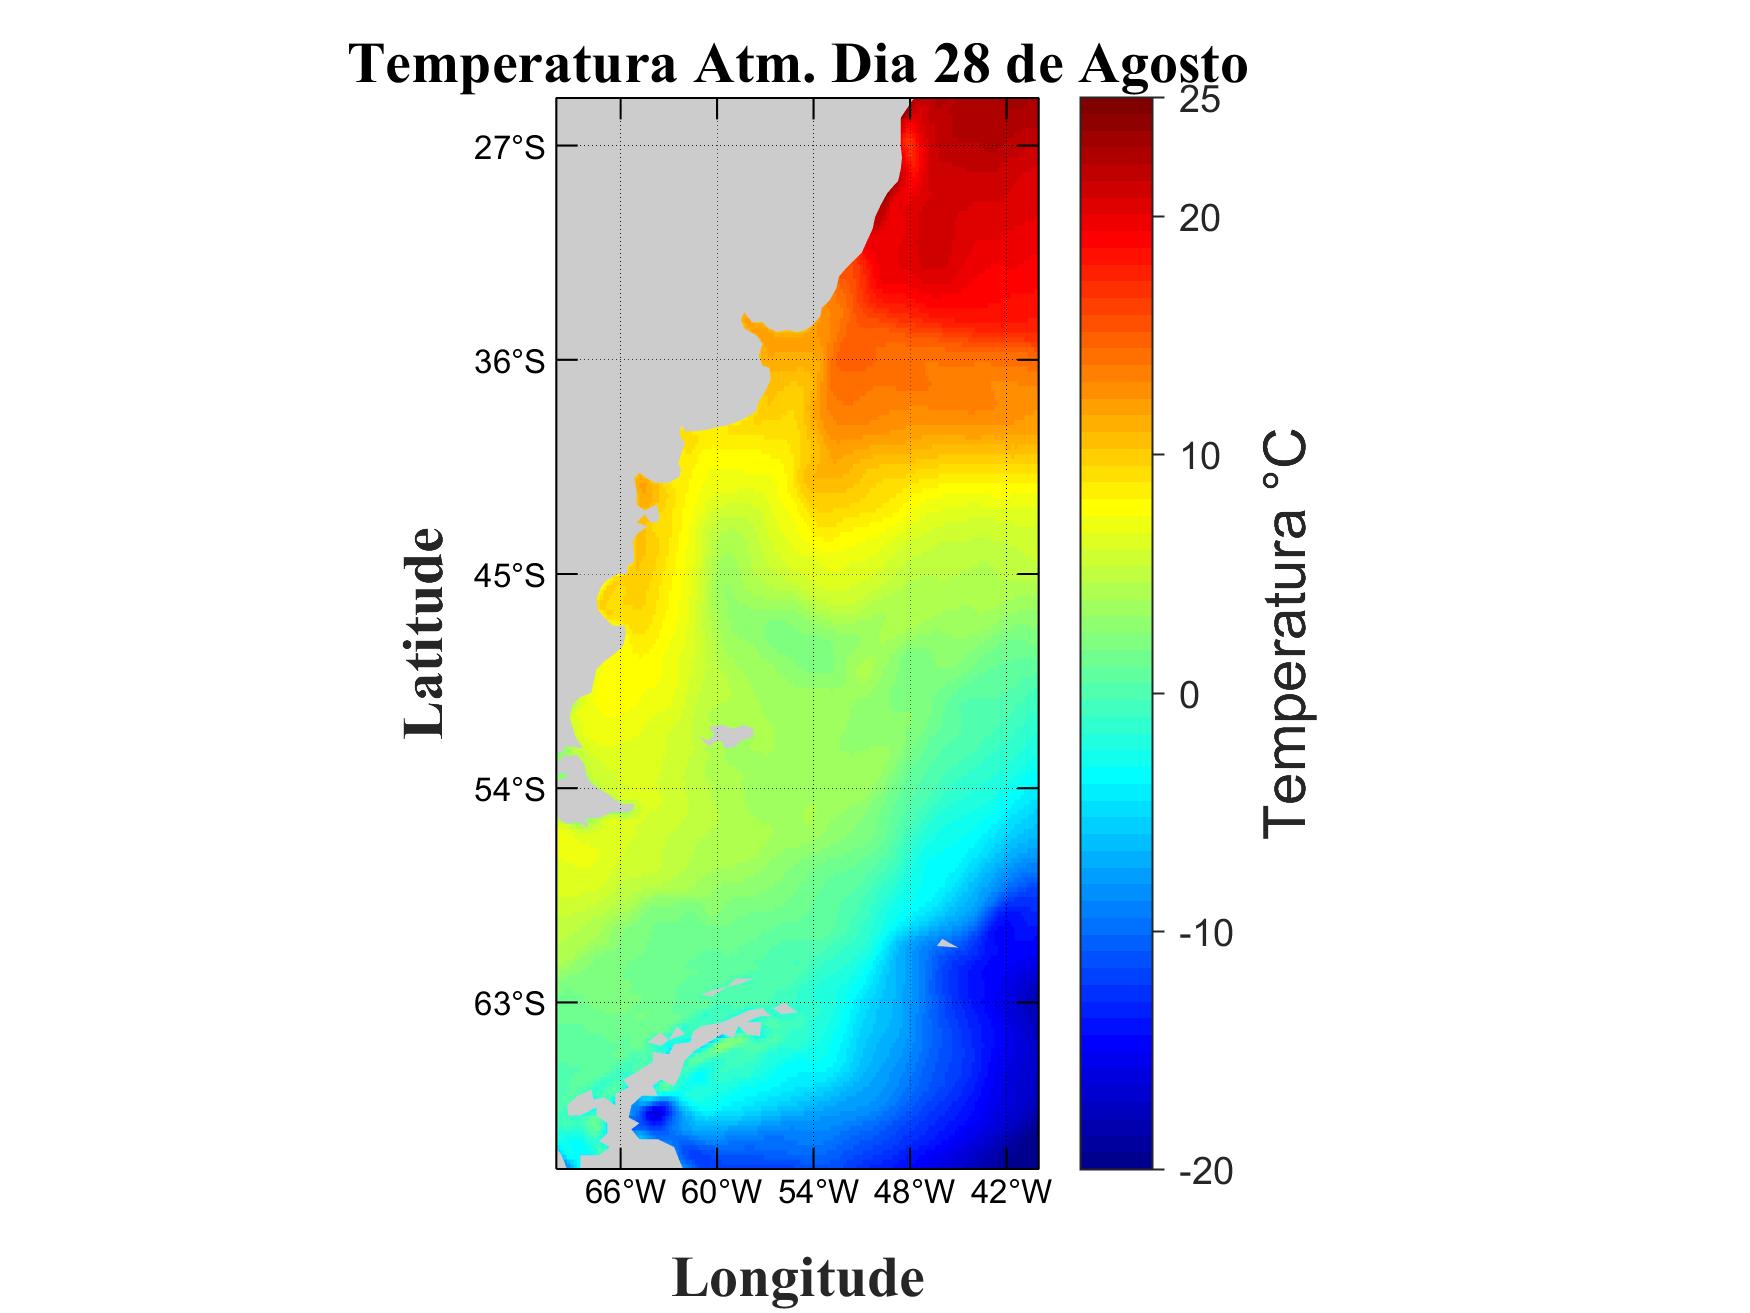 Temperatura Atm. Dia 28 de Agosto
27°S
36°S
45°S
54°S
63°S
Latitude
66°W 60°W 54°W 48°W 42°W
Longitude
25
20
10
0
-10
-20
Temperatura °C